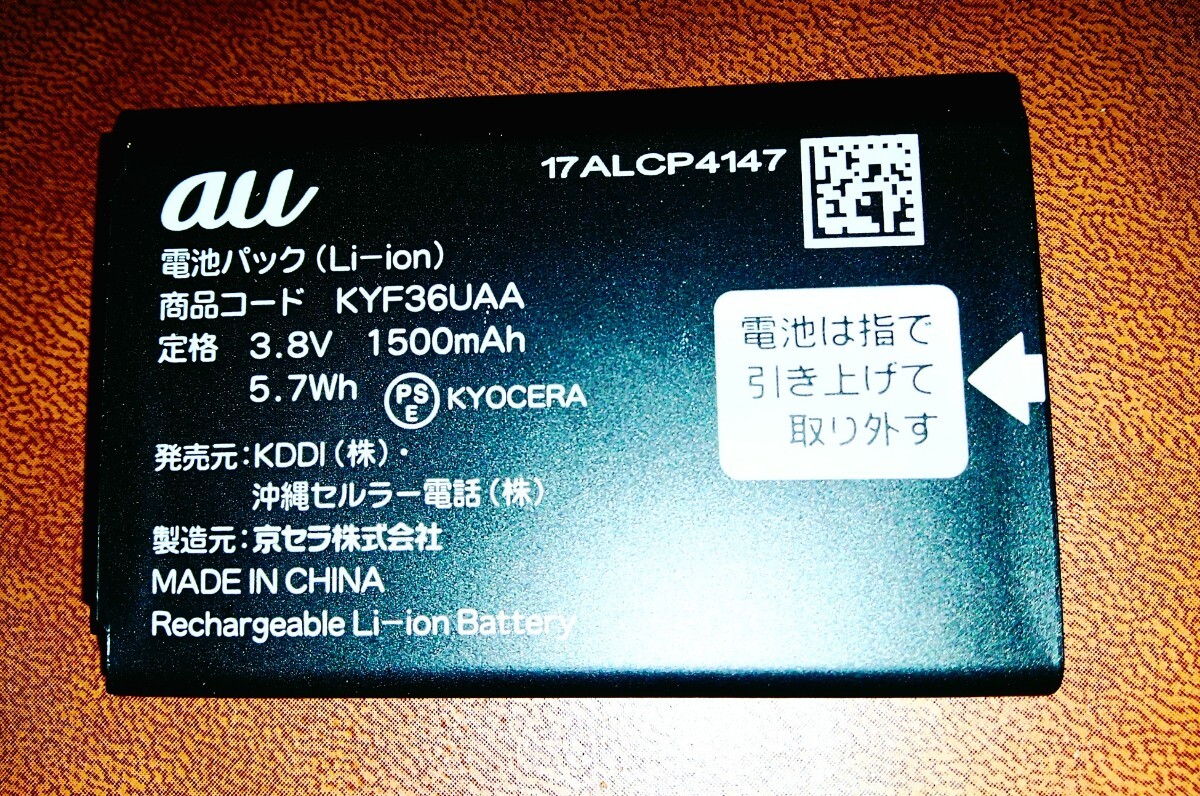 au
17ALCP4147
電池パック(Li-ion)
商品コード KYF36UAA
定格 3.8V 1500mAh
5.7Wh PSE KYOCERA
発売元:KDDI(株)・
沖縄セルラー電話(株)
製造元:京セラ株式会社
MADE IN CHINA
Rechargeable Li-ion Battery
電池は指で
引き上げて
取り外す